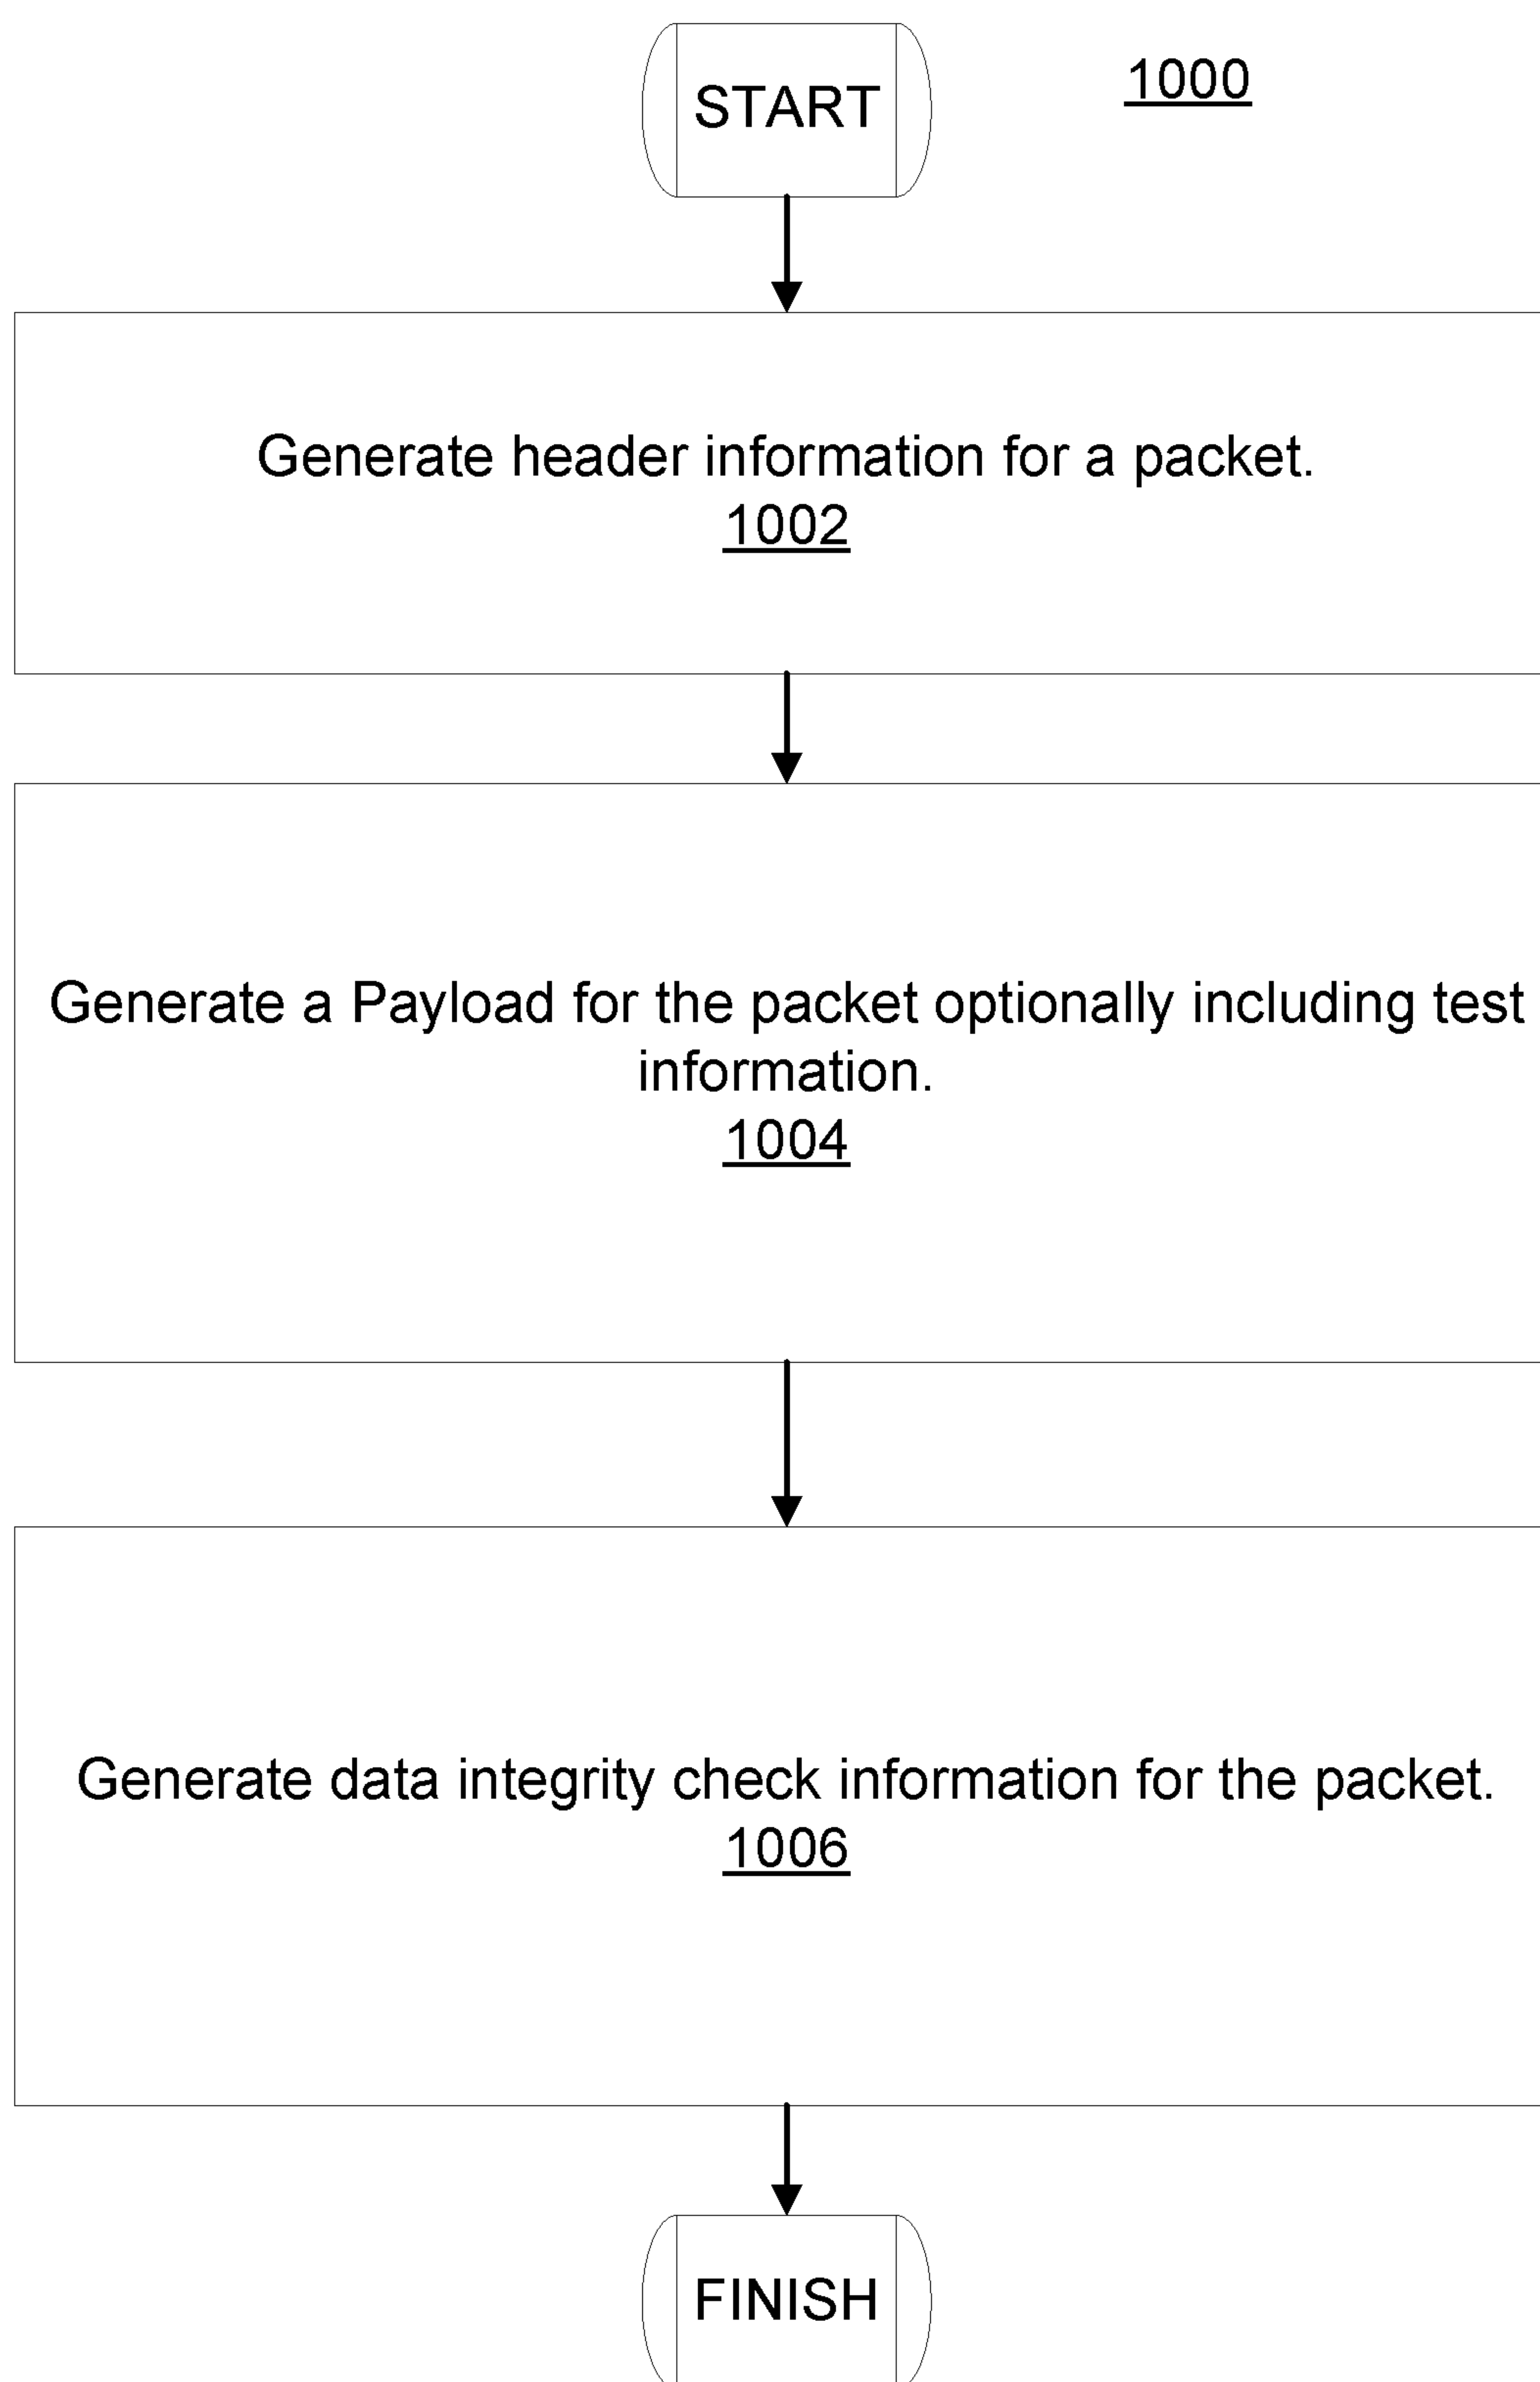 START
1000
Generate header information for a packet.
1002
Generate a Payload for the packet optionally including test
information.
1004
Generate data integrity check information for the packet.
1006
FINISH